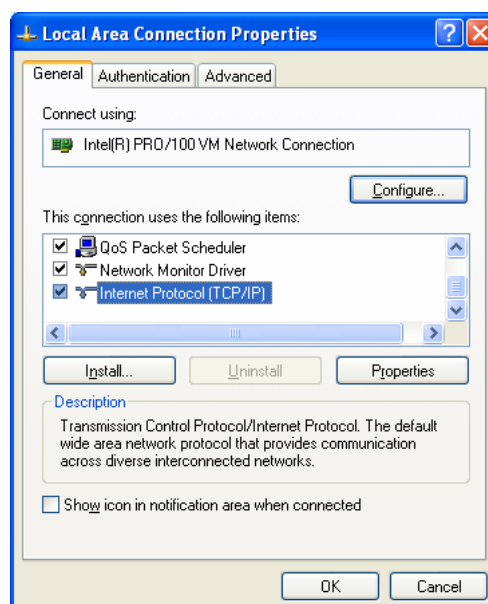 Local Area Connection Properties
General
Authentication
Advanced
Connect using:
Intel(R) PRO/100 VM Network Connection
Configure...
This connection uses the following items:
QoS Packet Scheduler
Network Monitor Driver
Internet Protocol (TCP/IP)
Install...
Uninstall
Properties
Description
Transmission Control Protocol/Internet Protocol. The default
wide area network protocol that provides communication
across diverse interconnected networks.
Show icon in notification area when connected
OK
Cancel